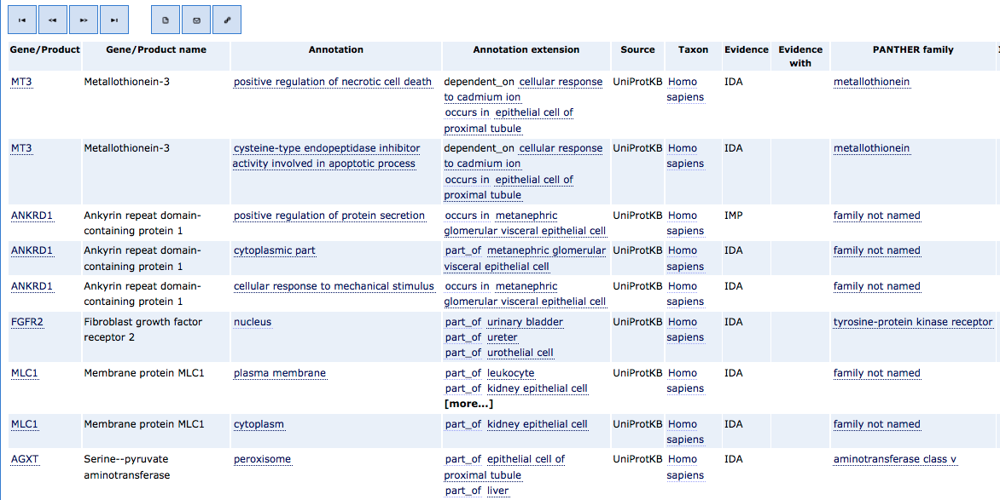 Gene/Product Gene/Product name Annotation Annotation extension Source Taxon Evidence Evidence with PANTHER family
MT3 Metallothionein-3 positive regulation of necrotic cell death dependent_on cellular response UniProtKB Homo IDA metallothionein
to cadmium ion sapiens
occurs in epithelial cell of
proximal tubule
MT3 Metallothionein-3 cysteine-type endopeptidase inhibitor dependent_on cellular response UniProtKB Homo IDA metallothionein
activity involved in apoptotic process to cadmium ion sapiens
occurs in epithelial cell of
proximal tubule
ANKRD1 Ankyrin repeat domain- positive regulation of protein secretion occurs in metanephric UniProtKB Homo IMP family not named
containing protein 1 glomerular visceral epithelial cell sapiens
ANKRD1 Ankyrin repeat domain- cytoplasmic part part_of metanephric glomerular UniProtKB Homo IDA family not named
containing protein 1 visceral epithelial cell sapiens
ANKRD1 Ankyrin repeat domain- cellular response to mechanical stimulus occurs in metanephric UniProtKB Homo IDA family not named
containing protein 1 glomerular visceral epithelial cell sapiens
FGFR2 Fibroblast growth factor nucleus part_of urinary bladder UniProtKB Homo IDA tyrosine-protein kinase receptor
receptor 2 part_of ureter sapiens
part_of urothelial cell
MLC1 Membrane protein MLC1 plasma membrane part_of leukocyte UniProtKB Homo IDA family not named
part_of kidney epithelial cell sapiens
[more...]
MLC1 Membrane protein MLC1 cytoplasm part_of kidney epithelial cell UniProtKB Homo IDA family not named
sapiens
AGXT Serine--pyruvate peroxisome part_of epithelial cell of UniProtKB Homo IDA aminotransferase class v
aminotransferase proximal tubule sapiens
part_of liver